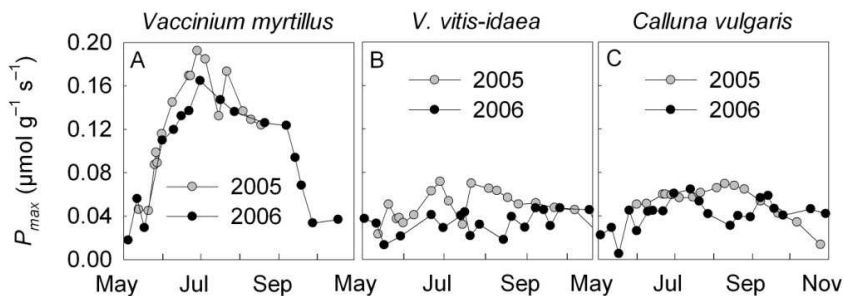 Vaccinium myrtillus V. vitis-idaea Calluna vulgaris
0.20 A B C
2005 2005
0.16 2006 2006
0.12
0.08
2005
0.04 2006
0.00
P_max (μmol g⁻¹ s⁻¹)
May Jul Sep May Jul Sep May Jul Sep Nov